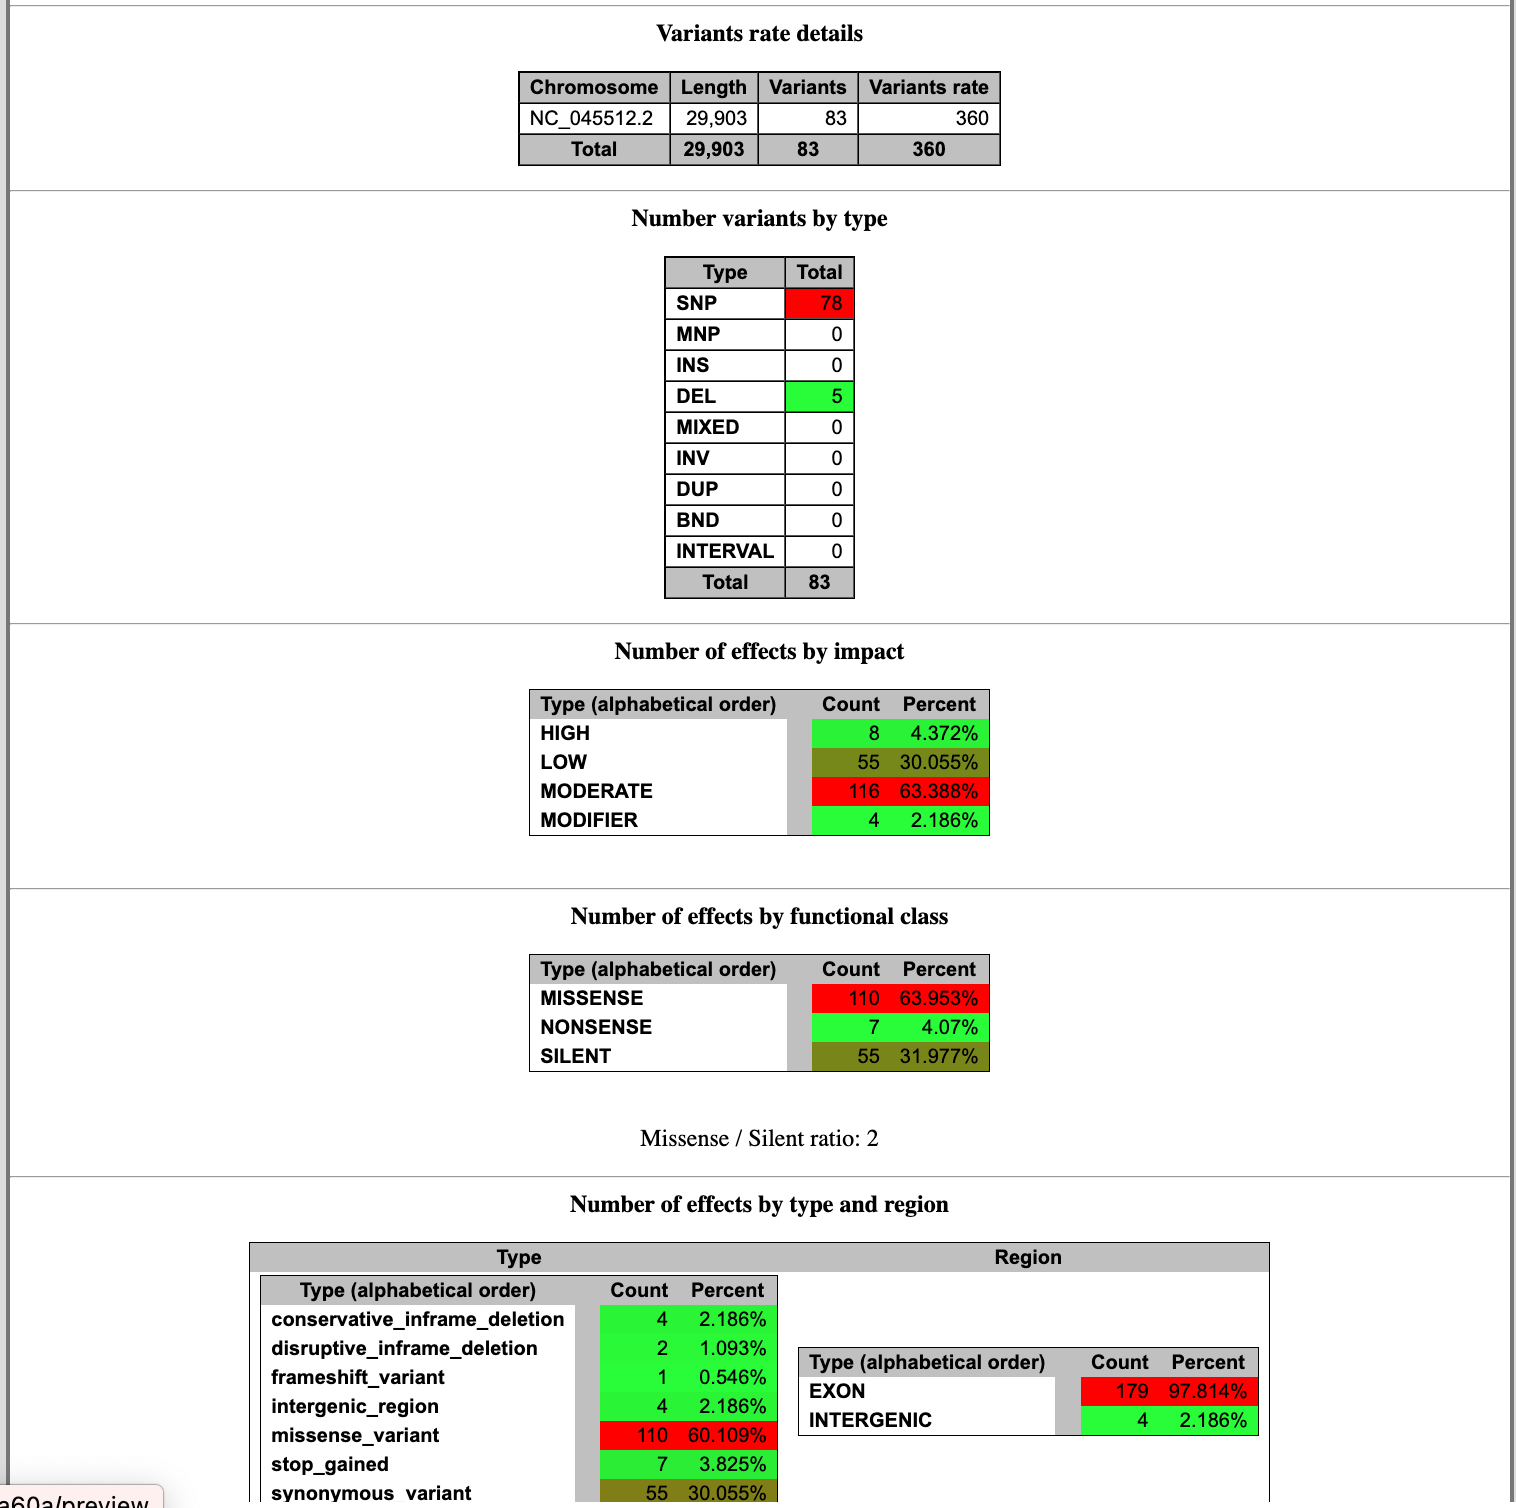 Variants rate details
Chromosome Length Variants Variants rate
NC_045512.2 29,903 83 360
Total 29,903 83 360
Number variants by type
Type Total
SNP 78
MNP 0
INS 0
DEL 5
MIXED 0
INV 0
DUP 0
BND 0
INTERVAL 0
Total 83
Number of effects by impact
Type (alphabetical order) Count Percent
HIGH 8 4.372%
LOW 55 30.055%
MODERATE 116 63.388%
MODIFIER 4 2.186%
Number of effects by functional class
Type (alphabetical order) Count Percent
MISSENSE 110 63.953%
NONSENSE 7 4.07%
SILENT 55 31.977%
Missense / Silent ratio: 2
Number of effects by type and region
Type Region
Type (alphabetical order) Count Percent
conservative_inframe_deletion 4 2.186%
disruptive_inframe_deletion 2 1.093%
frameshift_variant 1 0.546%
intergenic_region 4 2.186%
missense_variant 110 60.109%
stop_gained 7 3.825%
synonymous_variant 55 30.055%
Type (alphabetical order) Count Percent
EXON 179 97.814%
INTERGENIC 4 2.186%
a60a/preview